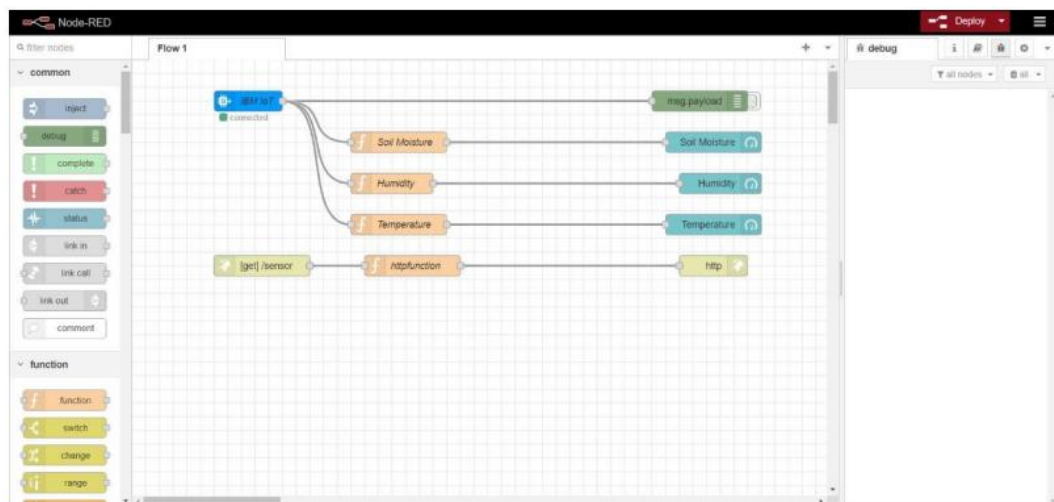 Node-RED
Deploy
filter nodes
Flow 1
debug
i
common
all nodes
all
inject
IBM IoT
msg.payload
connected
debug
Soil Moisture
Soil Moisture
complete
Humidity
Humidity
catch
status
Temperature
Temperature
link in
[get] /sensor
httpfunction
http
link call
link out
comment
function
f function
switch
change
range